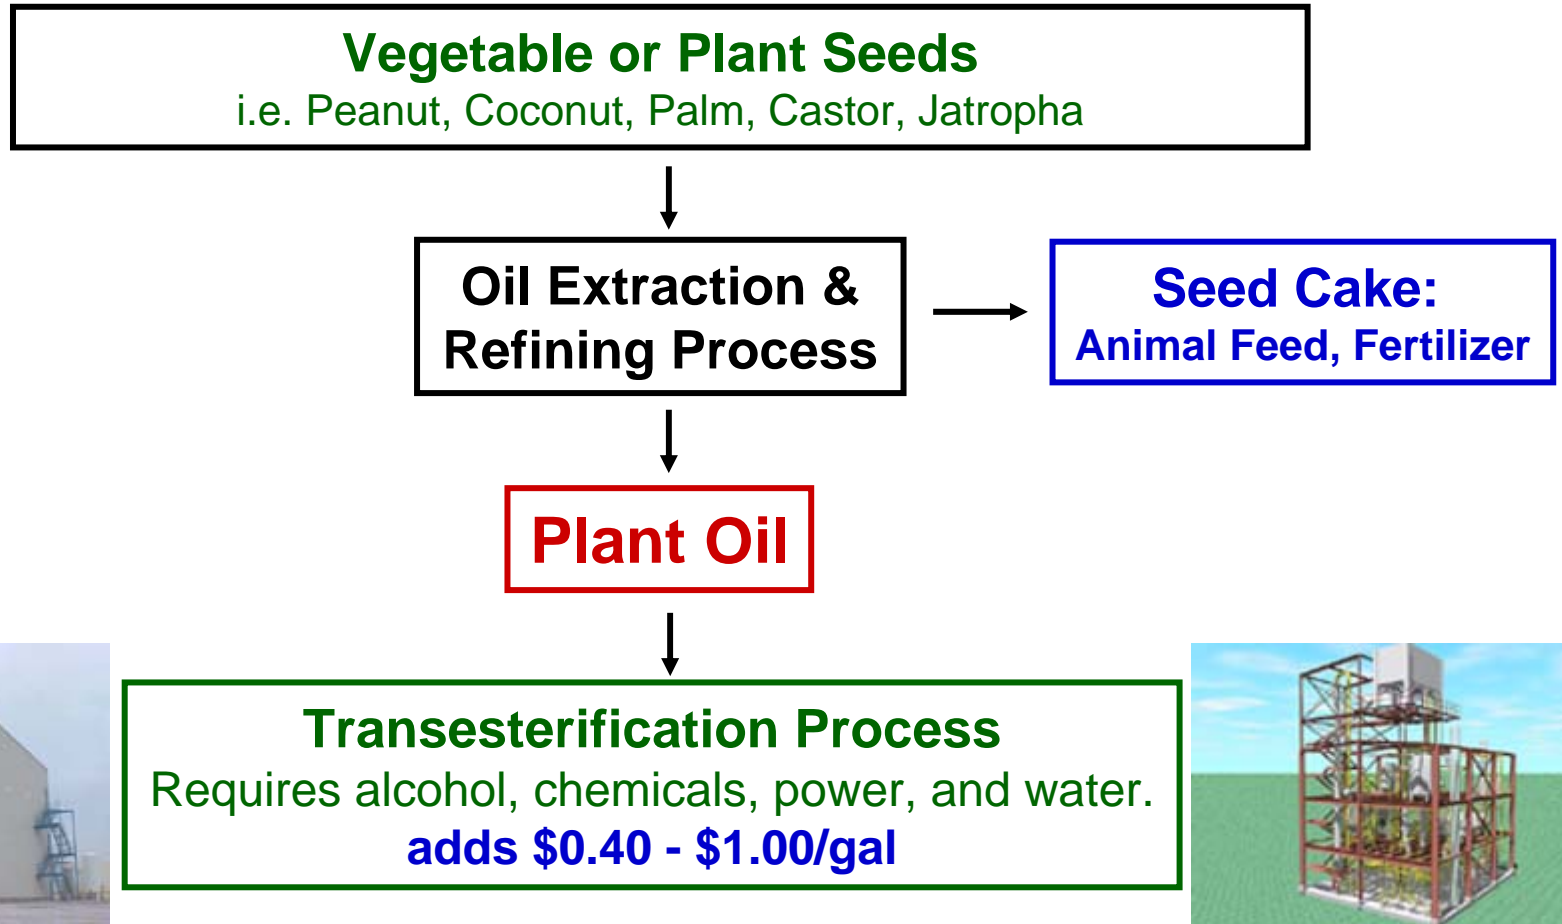 Vegetable or Plant Seeds
i.e. Peanut, Coconut, Palm, Castor, Jatropha
Oil Extraction &
Refining Process
Seed Cake:
Animal Feed, Fertilizer
Plant Oil
Transesterification Process
Requires alcohol, chemicals, power, and water.
adds $0.40 - $1.00/gal